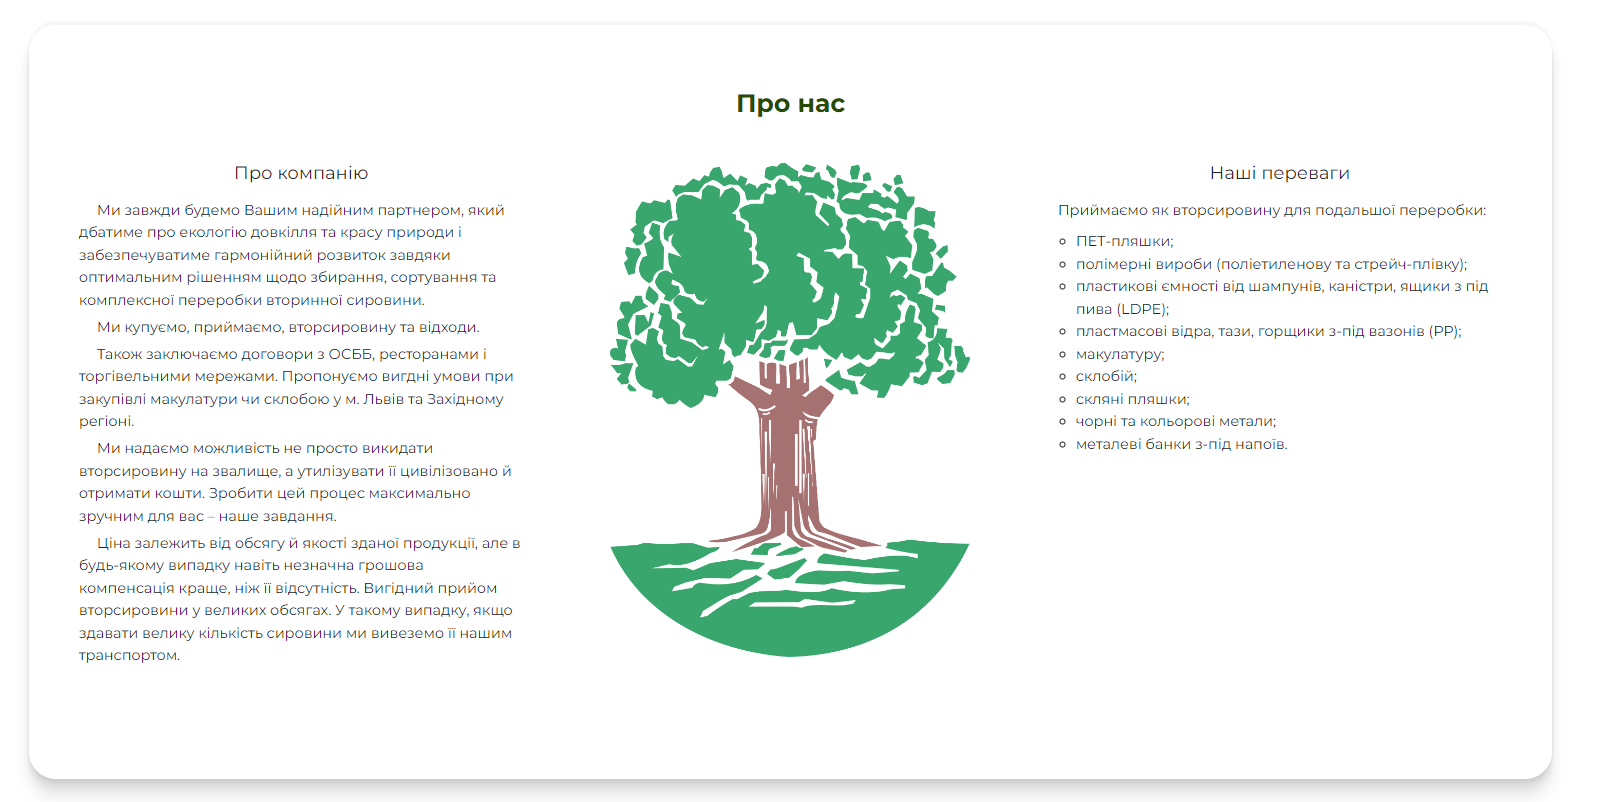 Про нас
Про компанію
Ми завжди будемо Вашим надійним партнером, який
дбатиме про екологію довкілля та красу природи і
забезпечуватиме гармонійний розвиток завдяки
оптимальним рішенням щодо збирання, сортування та
комплексної переробки вторинної сировини.
Ми купуємо, приймаємо, вторсировину та відходи.
Також заключаємо договори з ОСББ, ресторанами і
торгівельними мережами. Пропонуємо вигдні умови при
закупівлі макулатури чи склобою у м. Львів та Західному
регіоні.
Ми надаємо можливість не просто викидати
вторсировину на звалище, а утилізувати її цивілізовано й
отримати кошти. Зробити цей процес максимально
зручним для вас – наше завдання.
Ціна залежить від обсягу й якості зданої продукції, але в
будь-якому випадку навіть незначна грошова
компенсація краще, ніж її відсутність. Вигідний прийом
вторсировини у великих обсягах. У такому випадку, якщо
здавати велику кількість сировини ми вивеземо її нашим
транспортом.
Наші переваги
Приймаємо як вторсировину для подальшої переробки:
ПЕТ-пляшки;
полімерні вироби (поліетиленову та стрейч-плівку);
пластикові ємності від шампунів, каністри, ящики з під
пива (LDPE);
пластмасові відра, тази, горщики з-під вазонів (PP);
макулатуру;
склобій;
скляні пляшки;
чорні та кольорові метали;
металеві банки з-під напоїв.